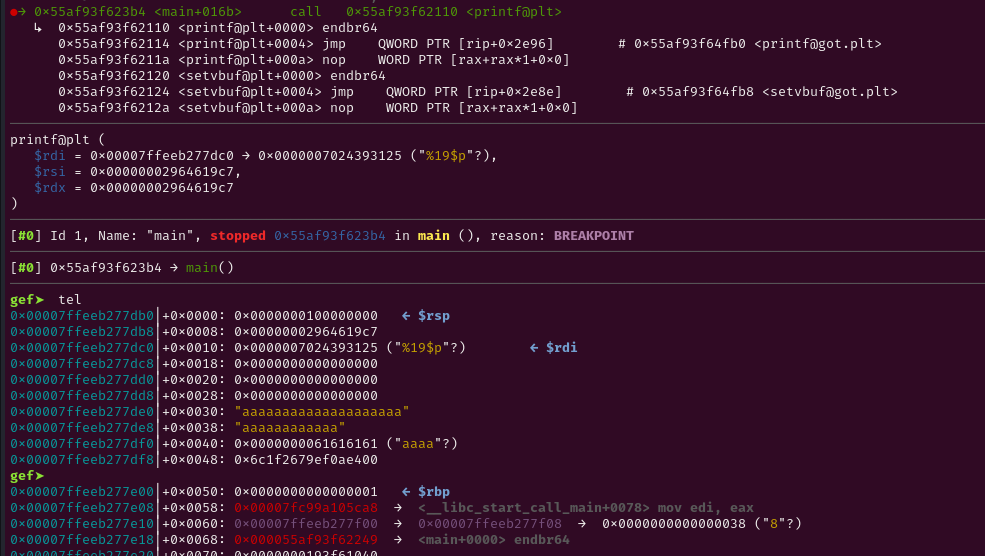 ●→ 0×55af93f623b4 <main+016b> call 0×55af93f62110 <printf@plt>
↳ 0×55af93f62110 <printf@plt+0000> endbr64
0×55af93f62114 <printf@plt+0004> jmp QWORD PTR [rip+0×2e96] # 0×55af93f64fb0 <printf@got.plt>
0×55af93f6211a <printf@plt+000a> nop WORD PTR [rax+rax*1+0×0]
0×55af93f62120 <setvbuf@plt+0000> endbr64
0×55af93f62124 <setvbuf@plt+0004> jmp QWORD PTR [rip+0×2e8e] # 0×55af93f64fb8 <setvbuf@got.plt>
0×55af93f6212a <setvbuf@plt+000a> nop WORD PTR [rax+rax*1+0×0]
printf@plt (
$rdi = 0×00007ffeeb277dc0 → 0×0000007024393125 ("%19$p"?),
$rsi = 0×00000002964619c7,
$rdx = 0×00000002964619c7
)
[#0] Id 1, Name: "main", stopped 0×55af93f623b4 in main (), reason: BREAKPOINT
[#0] 0×55af93f623b4 → main()
gef➤ tel
0×00007ffeeb277db0│+0×0000: 0×0000000100000000 ← $rsp
0×00007ffeeb277db8│+0×0008: 0×00000002964619c7
0×00007ffeeb277dc0│+0×0010: 0×0000007024393125 ("%19$p"?) ← $rdi
0×00007ffeeb277dc8│+0×0018: 0×0000000000000000
0×00007ffeeb277dd0│+0×0020: 0×0000000000000000
0×00007ffeeb277dd8│+0×0028: 0×0000000000000000
0×00007ffeeb277de0│+0×0030: "aaaaaaaaaaaaaaaaaaaa"
0×00007ffeeb277de8│+0×0038: "aaaaaaaaaaaa"
0×00007ffeeb277df0│+0×0040: 0×0000000061616161 ("aaaa"?)
0×00007ffeeb277df8│+0×0048: 0×6c1f2679ef0ae400
gef➤
0×00007ffeeb277e00│+0×0050: 0×0000000000000001 ← $rbp
0×00007ffeeb277e08│+0×0058: 0×00007fc99a105ca8 → <__libc_start_call_main+0078> mov edi, eax
0×00007ffeeb277e10│+0×0060: 0×00007ffeeb277f00 → 0×00007ffeeb277f08 → 0×0000000000000038 ("8"?)
0×00007ffeeb277e18│+0×0068: 0×000055af93f62249 → <main+0000> endbr64
0×00007ffeeb277e20│+0×0070: 0×0000000193f61040